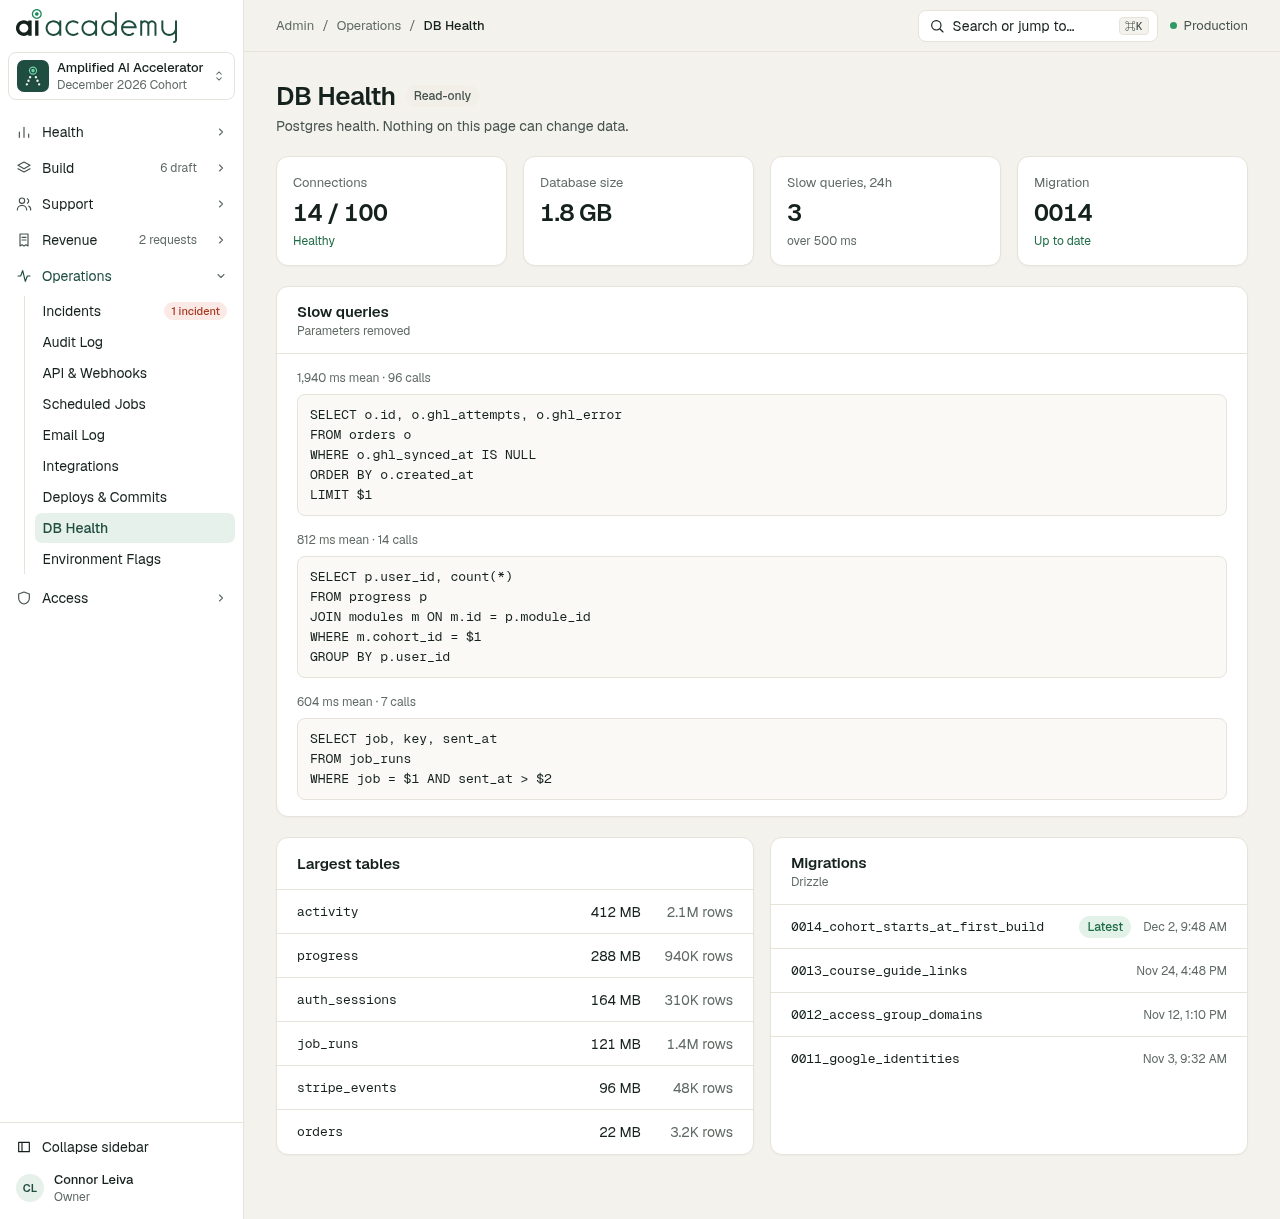 ai academy
Amplified AI Accelerator
December 2026 Cohort
Health
Build 6 draft
Support
Revenue 2 requests
Operations
Incidents 1 incident
Audit Log
API & Webhooks
Scheduled Jobs
Email Log
Integrations
Deploys & Commits
DB Health
Environment Flags
Access
Collapse sidebar
CL
Connor Leiva
Owner
Admin / Operations / DB Health
Search or jump to... ⌘K
Production
DB Health Read-only
Postgres health. Nothing on this page can change data.
Connections
14 / 100
Healthy
Database size
1.8 GB
Slow queries, 24h
3
over 500 ms
Migration
0014
Up to date
Slow queries
Parameters removed
1,940 ms mean · 96 calls
SELECT o.id, o.ghl_attempts, o.ghl_error
FROM orders o
WHERE o.ghl_synced_at IS NULL
ORDER BY o.created_at
LIMIT $1
812 ms mean · 14 calls
SELECT p.user_id, count(*)
FROM progress p
JOIN modules m ON m.id = p.module_id
WHERE m.cohort_id = $1
GROUP BY p.user_id
604 ms mean · 7 calls
SELECT job, key, sent_at
FROM job_runs
WHERE job = $1 AND sent_at > $2
Largest tables
activity 412 MB 2.1M rows
progress 288 MB 940K rows
auth_sessions 164 MB 310K rows
job_runs 121 MB 1.4M rows
stripe_events 96 MB 48K rows
orders 22 MB 3.2K rows
Migrations
Drizzle
0014_cohort_starts_at_first_build Latest Dec 2, 9:48 AM
0013_course_guide_links Nov 24, 4:48 PM
0012_access_group_domains Nov 12, 1:10 PM
0011_google_identities Nov 3, 9:32 AM